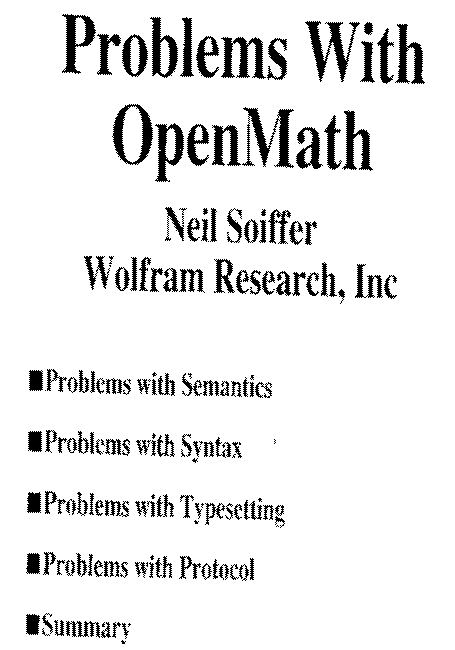 Problems With
OpenMath
Neil Soiffer
Wolfram Research, Inc
■Problems with Semantics
■Problems with Syntax
■Problems with Typesetting
■Problems with Protocol
■Summary